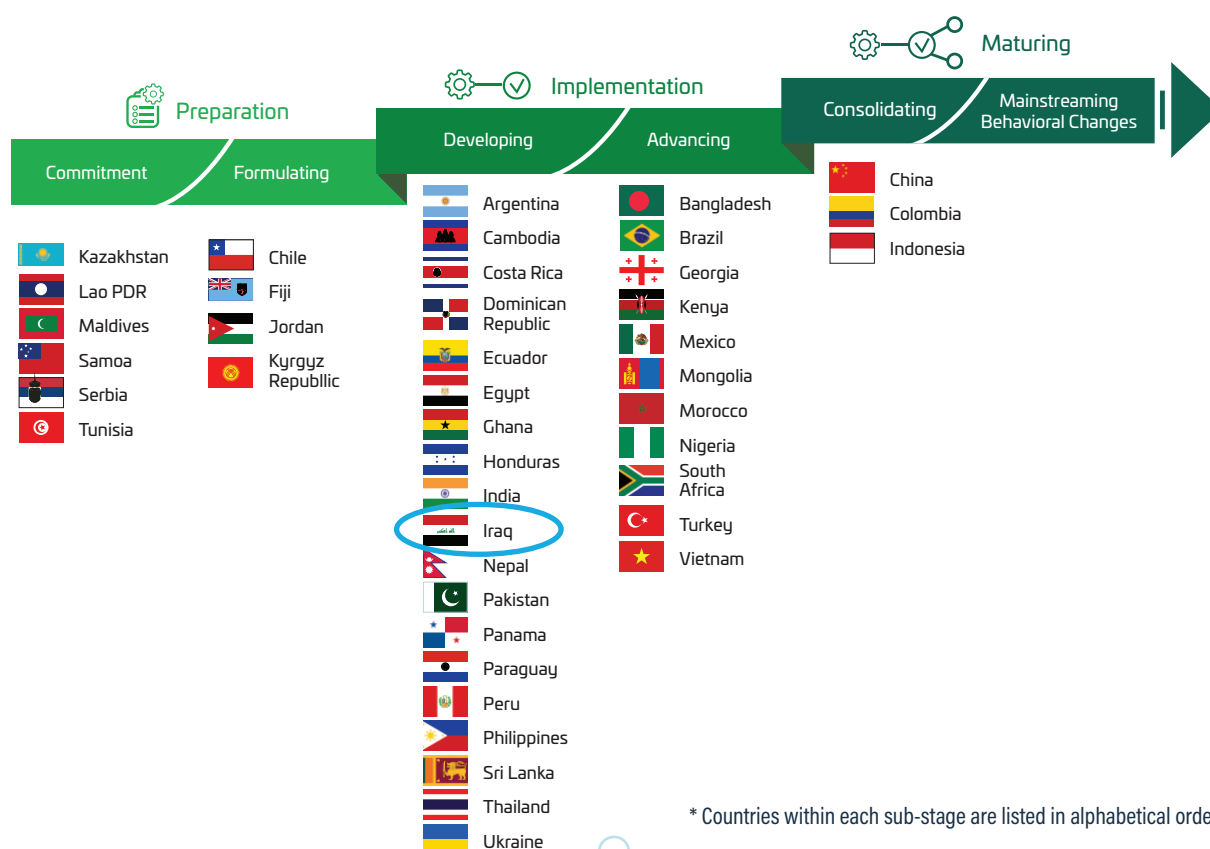 Preparation
Commitment
Formulating
Kazakhstan
Lao PDR
Maldives
Samoa
Serbia
Tunisia
Chile
Fiji
Jordan
Kyrgyz
Republlic
Implementation
Developing
Advancing
Argentina
Cambodia
Costa Rica
Dominican
Republic
Ecuador
Egypt
Ghana
Honduras
India
Iraq
Nepal
Pakistan
Panama
Paraguay
Peru
Philippines
Sri Lanka
Thailand
Ukraine
Bangladesh
Brazil
Georgia
Kenya
Mexico
Mongolia
Morocco
Nigeria
South
Africa
Turkey
Vietnam
Maturing
Consolidating
Mainstreaming
Behavioral Changes
China
Colombia
Indonesia
* Countries within each sub-stage are listed in alphabetical orde